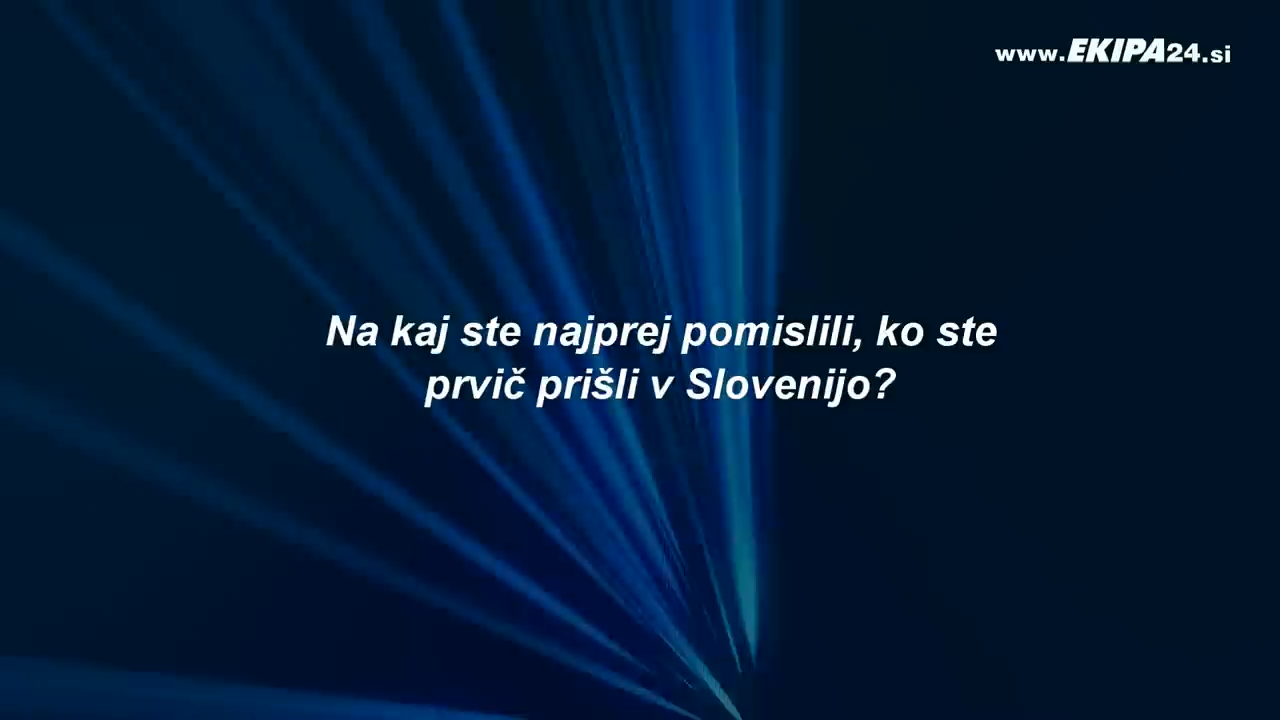 www.EKIPA24.si
Na kaj ste najprej pomislili, ko ste
prvič prišli v Slovenijo?